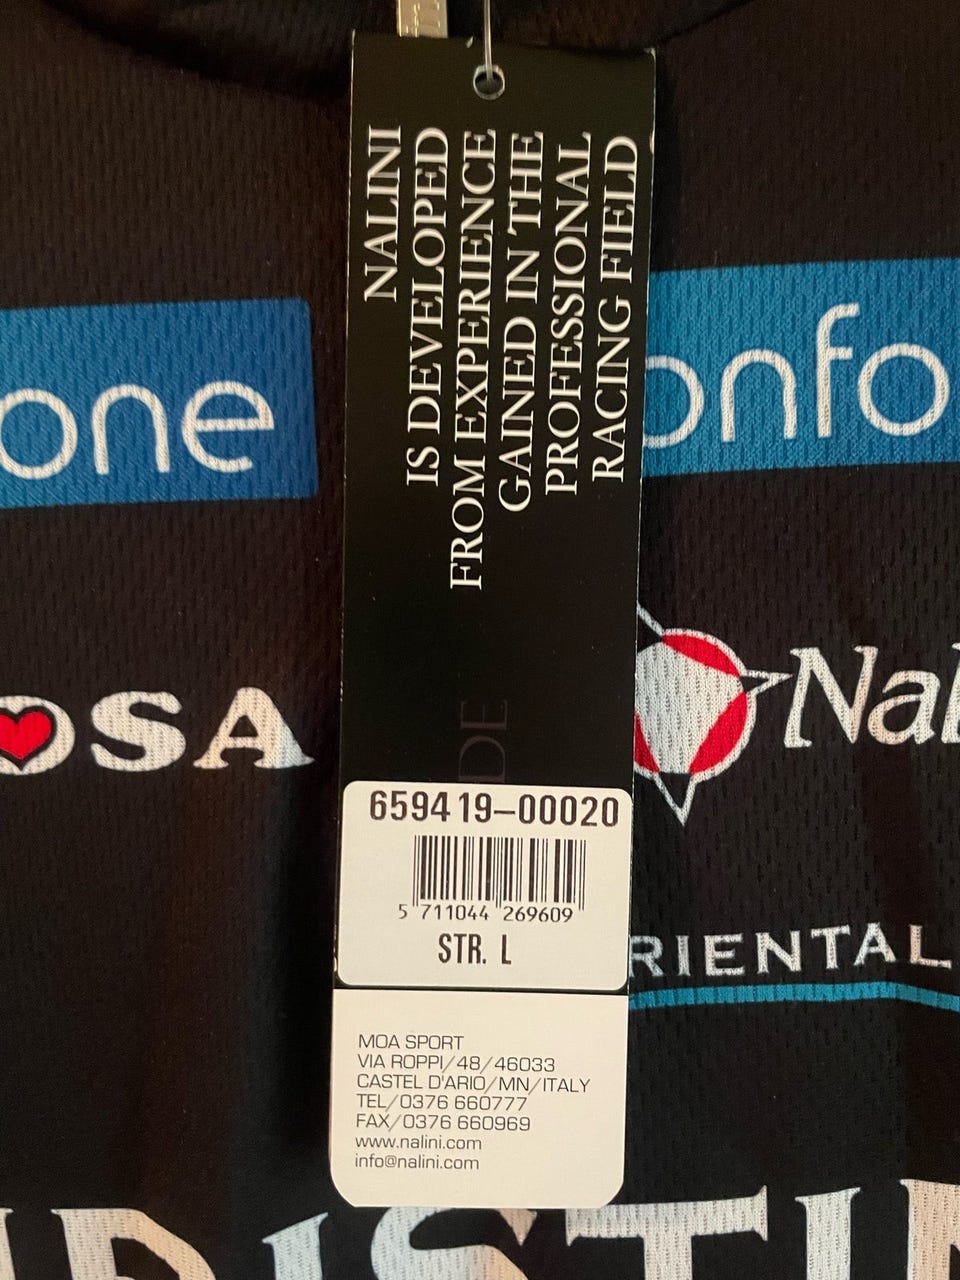 NALINI
IS DEVELOPED
FROM EXPERIENCE
GAINED IN THE
PROFESSIONAL
RACING FIELD
one
onfo
OSA
Nal
DE
659419-00020
5 711044 269609
STR. L
RIENTAL
MOA SPORT
VIA ROPPI/48/46033
CASTEL D'ARIO/MN/ITALY
TEL/0376 660777
FAX/0376 660969
www.nalini.com
info@nalini.com